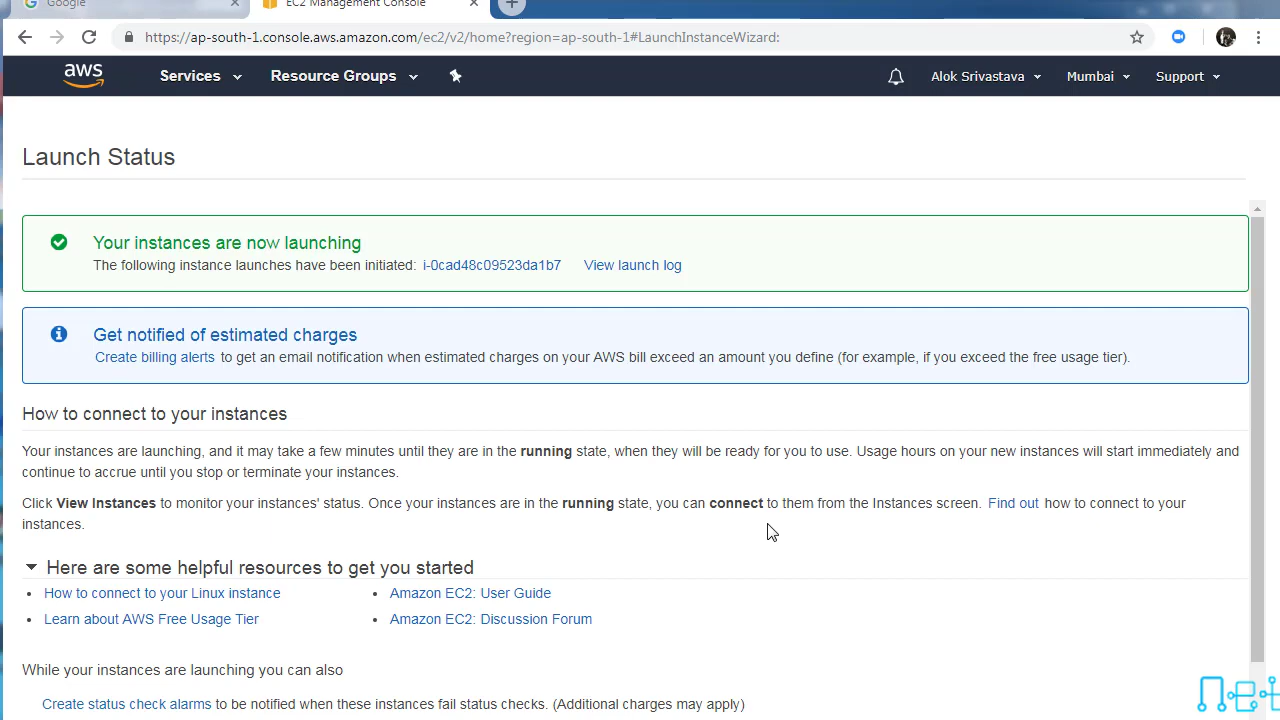 Google
EC2 Management Console
https://ap-south-1.console.aws.amazon.com/ec2/v2/home?region=ap-south-1#LaunchInstanceWizard:
aws Services Resource Groups Alok Srivastava Mumbai Support
Launch Status
Your instances are now launching
The following instance launches have been initiated: i-0cad48c09523da1b7 View launch log
Get notified of estimated charges
Create billing alerts to get an email notification when estimated charges on your AWS bill exceed an amount you define (for example, if you exceed the free usage tier).
How to connect to your instances
Your instances are launching, and it may take a few minutes until they are in the running state, when they will be ready for you to use. Usage hours on your new instances will start immediately and
continue to accrue until you stop or terminate your instances.
Click View Instances to monitor your instances' status. Once your instances are in the running state, you can connect to them from the Instances screen. Find out how to connect to your
instances.
Here are some helpful resources to get you started
• How to connect to your Linux instance • Amazon EC2: User Guide
• Learn about AWS Free Usage Tier • Amazon EC2: Discussion Forum
While your instances are launching you can also
Create status check alarms to be notified when these instances fail status checks. (Additional charges may apply)